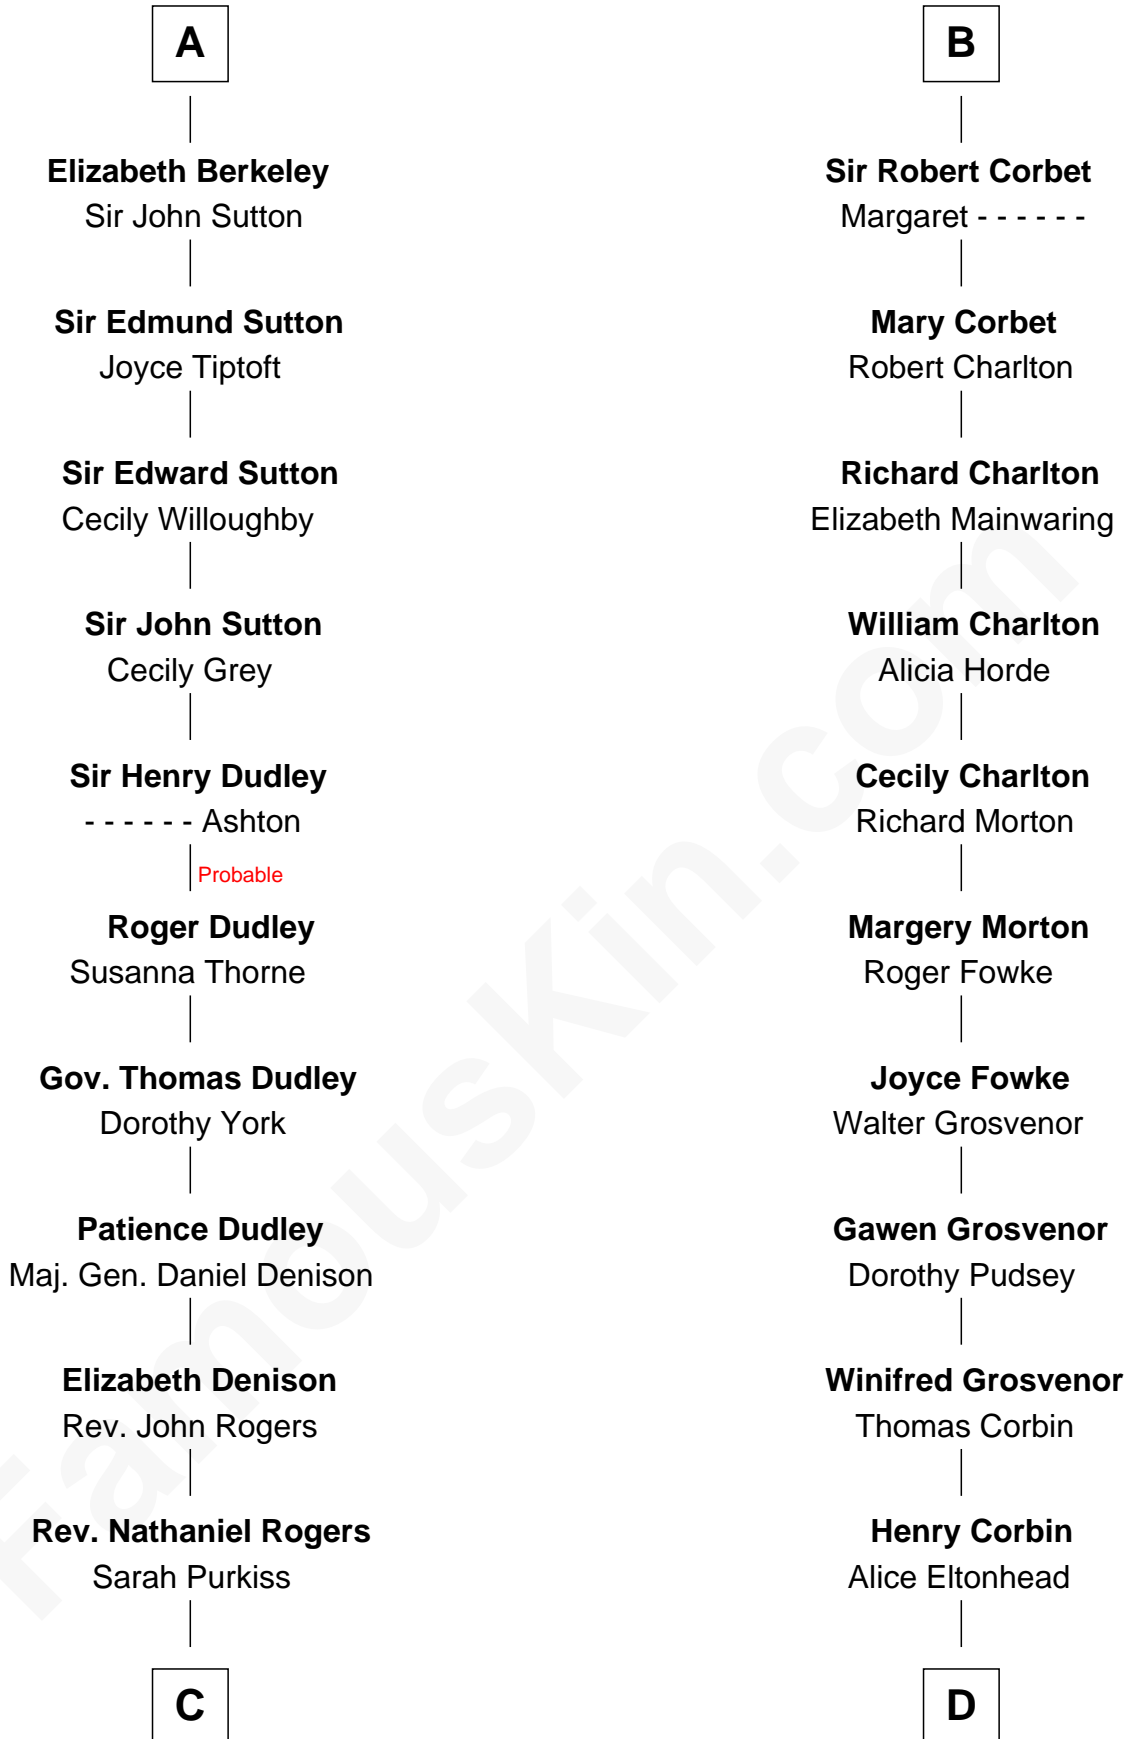 A
Elizabeth Berkeley
Sir John Sutton
Sir Edmund Sutton
Joyce Tiptoft
Sir Edward Sutton
Cecily Willoughby
Sir John Sutton
Cecily Grey
Sir Henry Dudley
- - - - - - Ashton
Probable
Roger Dudley
Susanna Thorne
Gov. Thomas Dudley
Dorothy York
Patience Dudley
Maj. Gen. Daniel Denison
Elizabeth Denison
Rev. John Rogers
Rev. Nathaniel Rogers
Sarah Purkiss
C
B
Sir Robert Corbet
Margaret - - - - - -
Mary Corbet
Robert Charlton
Richard Charlton
Elizabeth Mainwaring
William Charlton
Alicia Horde
Cecily Charlton
Richard Morton
Margery Morton
Roger Fowke
Joyce Fowke
Walter Grosvenor
Gawen Grosvenor
Dorothy Pudsey
Winifred Grosvenor
Thomas Corbin
Henry Corbin
Alice Eltonhead
D
FamousKin.com